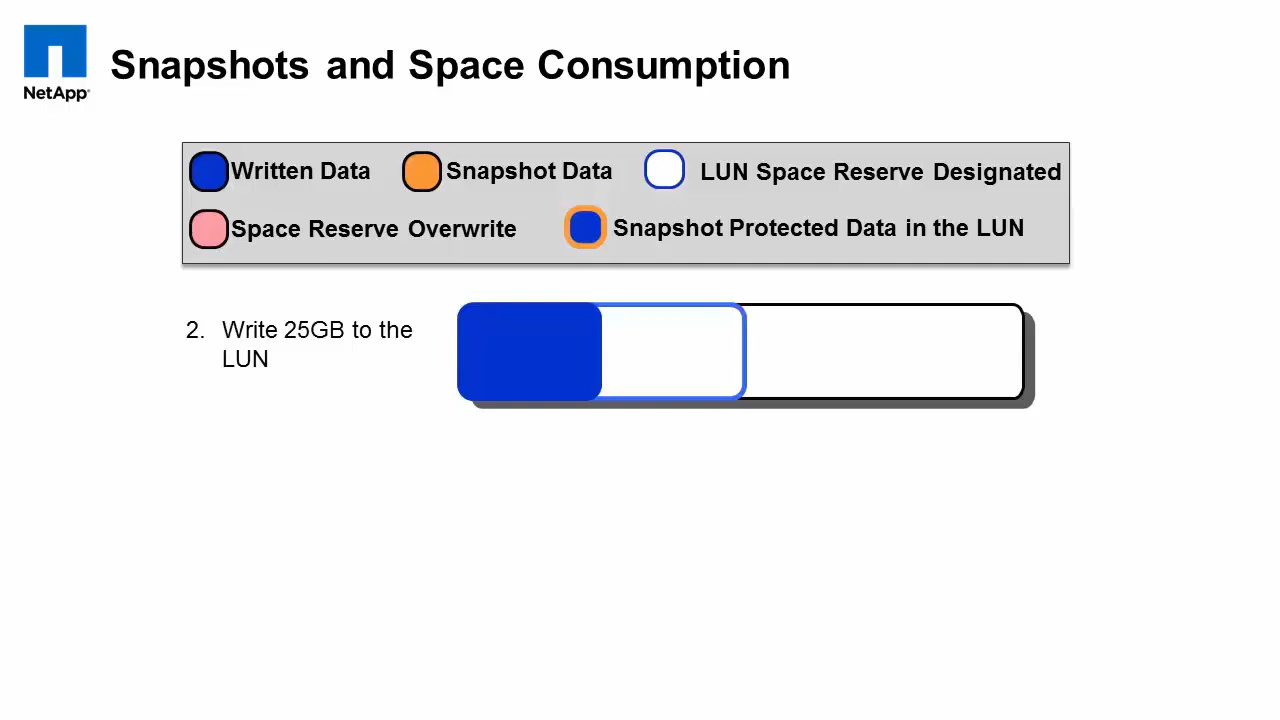 NetApp
Snapshots and Space Consumption
Written Data
Snapshot Data
LUN Space Reserve Designated
Space Reserve Overwrite
Snapshot Protected Data in the LUN
2. Write 25GB to the
LUN